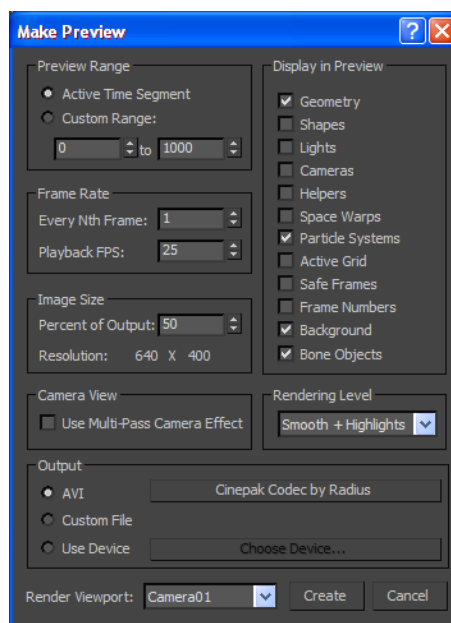 Make Preview
Preview Range
Active Time Segment
Custom Range:
0 to 1000
Frame Rate
Every Nth Frame: 1
Playback FPS: 25
Image Size
Percent of Output: 50
Resolution: 640 X 400
Camera View
Use Multi-Pass Camera Effect
Display in Preview
Geometry
Shapes
Lights
Cameras
Helpers
Space Warps
Particle Systems
Active Grid
Safe Frames
Frame Numbers
Background
Bone Objects
Rendering Level
Smooth + Highlights
Output
AVI Cinepak Codec by Radius
Custom File
Use Device Choose Device...
Render Viewport: Camera01 Create Cancel